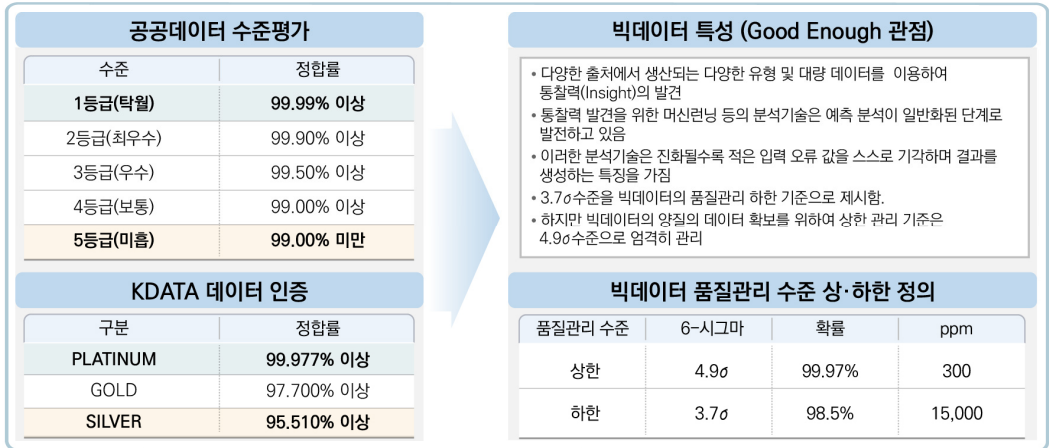 공공데이터 수준평가
수준 정합률
1등급(탁월) 99.99% 이상
2등급(최우수) 99.90% 이상
3등급(우수) 99.50% 이상
4등급(보통) 99.00% 이상
5등급(미흡) 99.00% 미만
KDATA 데이터 인증
구분 정합률
PLATINUM 99.977% 이상
GOLD 97.700% 이상
SILVER 95.510% 이상
빅데이터 특성 (Good Enough 관점)
• 다양한 출처에서 생산되는 다양한 유형 및 대량 데이터를 이용하여
통찰력(Insight)의 발견
• 통찰력 발견을 위한 머신런닝 등의 분석기술은 예측 분석이 일반화된 단계로
발전하고 있음
• 이러한 분석기술은 진화될수록 적은 입력 오류 값을 스스로 기각하며 결과를
생성하는 특징을 가짐
• 3.7σ수준을 빅데이터의 품질관리 하한 기준으로 제시함.
• 하지만 빅데이터의 양질의 데이터 확보를 위하여 상한 관리 기준은
4.9σ수준으로 엄격히 관리
빅데이터 품질관리 수준 상·하한 정의
품질관리 수준 6-시그마 확률 ppm
상한 4.9σ 99.97% 300
하한 3.7σ 98.5% 15,000